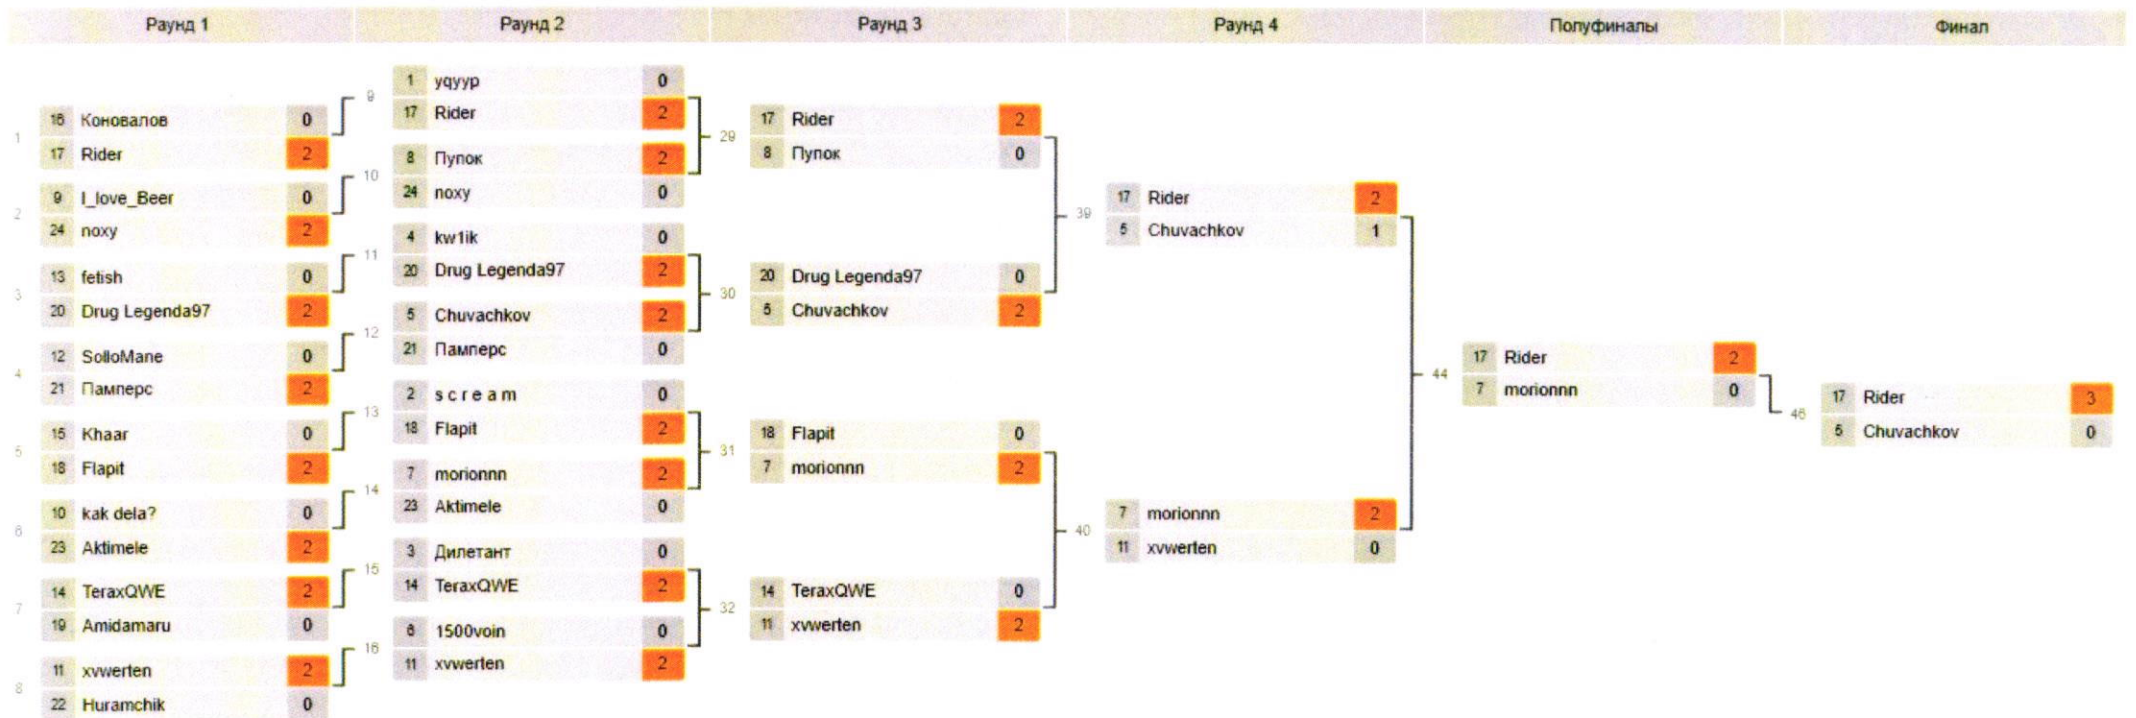 Раунд 1 Раунд 2 Раунд 3 Раунд 4 Полуфиналы Финал
1
16 Коновалов 0
17 Rider 2
2
9 I_love_Beer 0
24 noxy 2
3
13 fetish 0
20 Drug Legenda97 2
4
12 SolloMane 0
21 Памперс 2
5
15 Khaar 0
18 Flapit 2
6
10 kak dela? 0
23 Aktimele 2
7
14 TeraxQWE 2
19 Amidamaru 0
8
11 xvwerten 2
22 Huramchik 0
9
1 yqyyp 0
17 Rider 2
10
8 Пупок 2
24 noxy 0
11
4 kw1ik 0
20 Drug Legenda97 2
12
5 Chuvachkov 2
21 Памперс 0
13
2 s c r e a m 0
18 Flapit 2
14
7 morionnn 2
23 Aktimele 0
15
3 Дилетант 0
14 TeraxQWE 2
16
6 1500voin 0
11 xvwerten 2
29
17 Rider 2
8 Пупок 0
30
20 Drug Legenda97 0
5 Chuvachkov 2
31
18 Flapit 0
7 morionnn 2
32
14 TeraxQWE 0
11 xvwerten 2
39
17 Rider 2
5 Chuvachkov 1
40
7 morionnn 2
11 xvwerten 0
44
17 Rider 2
7 morionnn 0
46
17 Rider 3
5 Chuvachkov 0